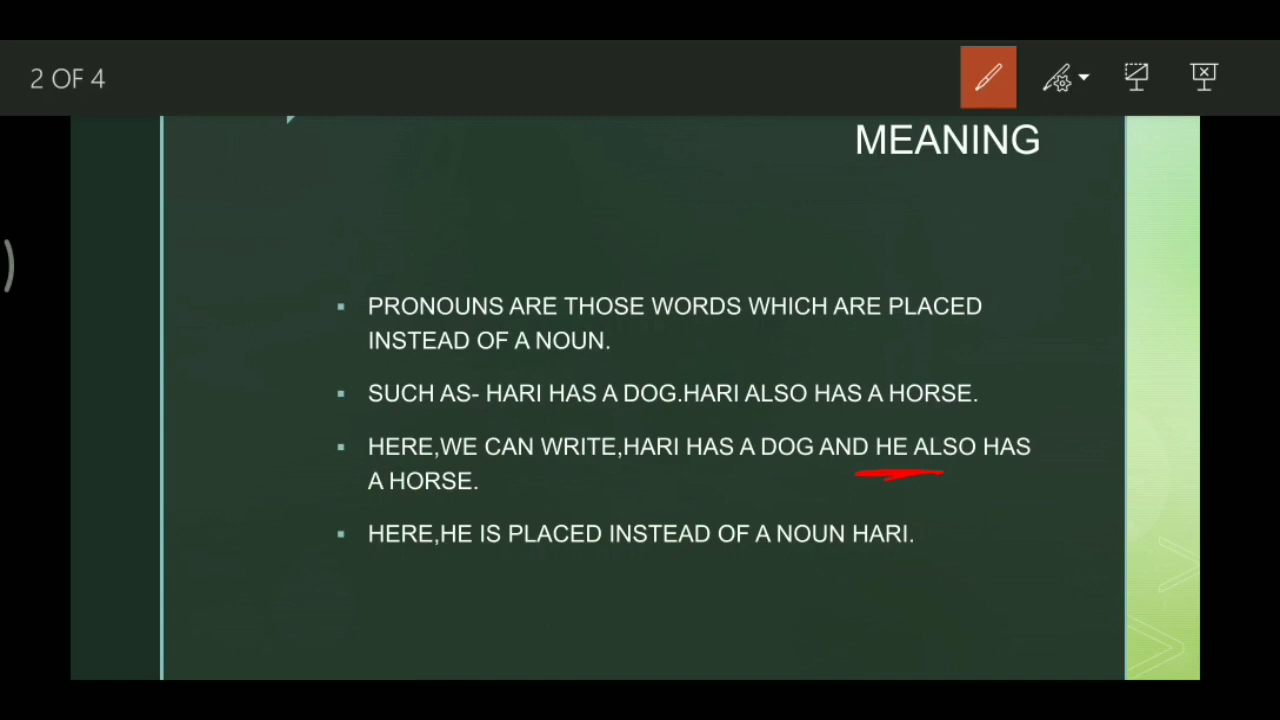 2 OF 4
MEANING
▪ PRONOUNS ARE THOSE WORDS WHICH ARE PLACED
INSTEAD OF A NOUN.
▪ SUCH AS- HARI HAS A DOG.HARI ALSO HAS A HORSE.
▪ HERE,WE CAN WRITE,HARI HAS A DOG AND HE ALSO HAS
A HORSE.
▪ HERE,HE IS PLACED INSTEAD OF A NOUN HARI.